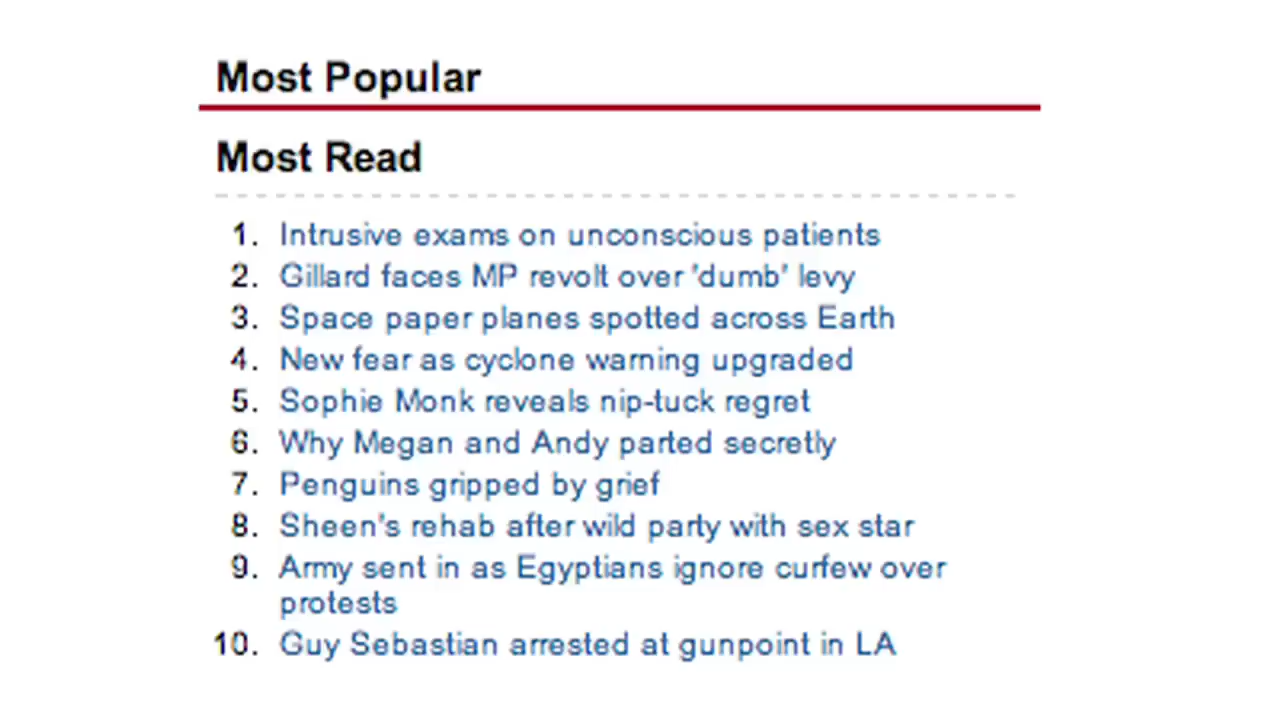 Most Popular
Most Read
1. Intrusive exams on unconscious patients
2. Gillard faces MP revolt over 'dumb' levy
3. Space paper planes spotted across Earth
4. New fear as cyclone warning upgraded
5. Sophie Monk reveals nip-tuck regret
6. Why Megan and Andy parted secretly
7. Penguins gripped by grief
8. Sheen's rehab after wild party with sex star
9. Army sent in as Egyptians ignore curfew over
protests
10. Guy Sebastian arrested at gunpoint in LA